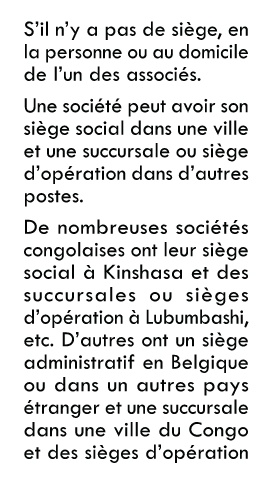 S'il n'y a pas de siège, en
la personne ou au domicile
de l'un des associés.
Une société peut avoir son
siège social dans une ville
et une succursale ou siège
d'opération dans d'autres
postes.
De nombreuses sociétés
congolaises ont leur siège
social à Kinshasa et des
succursales ou sièges
d'opération à Lubumbashi,
etc. D'autres ont un siège
administratif en Belgique
ou dans un autres pays
étranger et une succursale
dans une ville du Congo
et des sièges d'opération